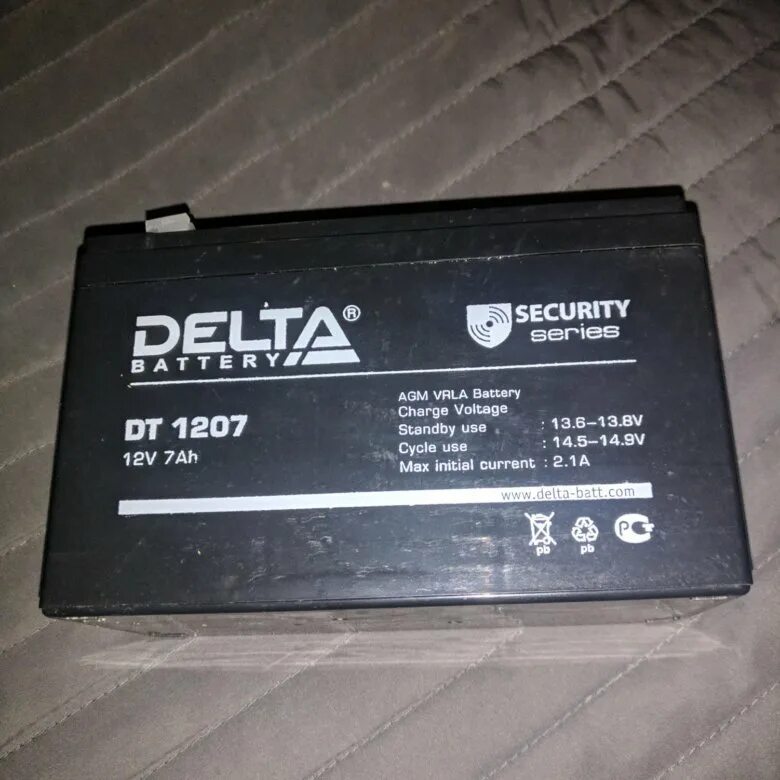 DELTA®
BATTERY
SECURITY
series
DT 1207
12V 7Ah
AGM VRLA Battery
Charge Voltage
Standby use : 13.6–13.8V
Cycle use : 14.5–14.9V
Max initial current : 2.1A
www.delta-batt.com
pb
pb